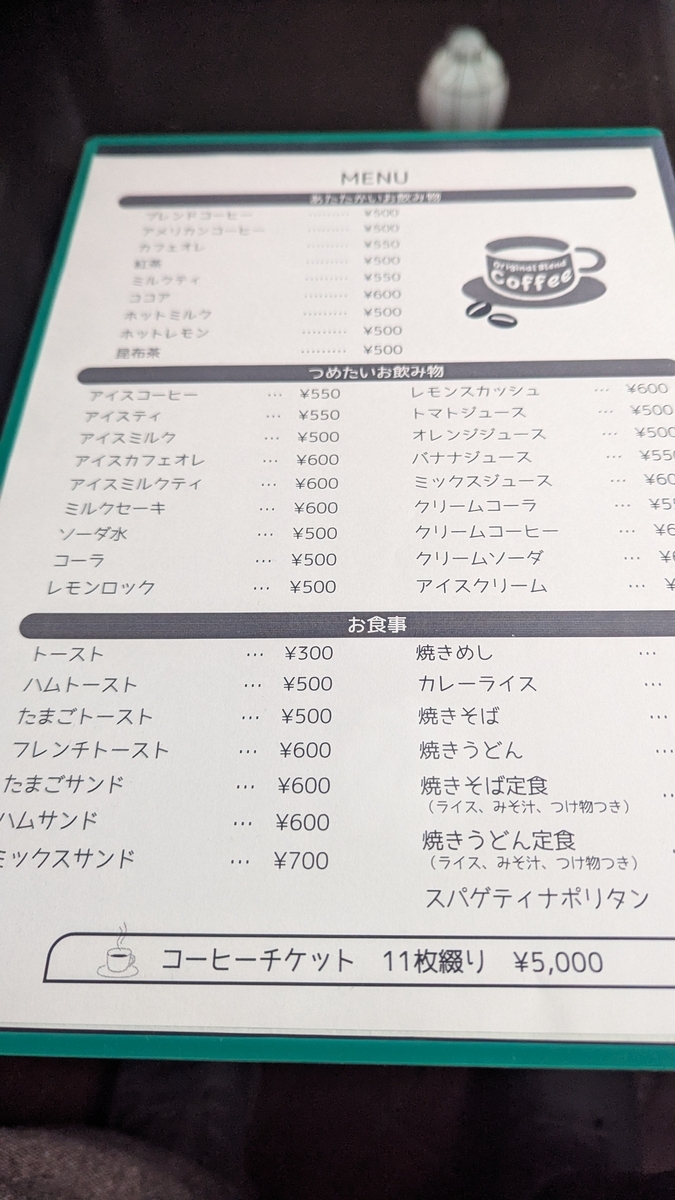 MENU
あたたかいお飲み物
ブレンドコーヒー ……… ¥500
アメリカンコーヒー ……… ¥500
カフェオレ ……… ¥550
紅茶 ……… ¥500
ミルクティ ……… ¥550
ココア ……… ¥600
ホットミルク ……… ¥500
ホットレモン ……… ¥500
昆布茶 ……… ¥500
Original Blend
Coffee
つめたいお飲み物
アイスコーヒー … ¥550
アイスティ … ¥550
アイスミルク … ¥500
アイスカフェオレ … ¥600
アイスミルクティ … ¥600
ミルクセーキ … ¥600
ソーダ水 … ¥500
コーラ … ¥500
レモンロック … ¥500
レモンスカッシュ … ¥600
トマトジュース … ¥500
オレンジジュース … ¥500
バナナジュース … ¥55
ミックスジュース … ¥60
クリームコーラ … ¥5
クリームコーヒー … ¥6
クリームソーダ … ¥
アイスクリーム … ¥
お食事
トースト … ¥300
ハムトースト … ¥500
たまごトースト … ¥500
フレンチトースト … ¥600
たまごサンド … ¥600
ハムサンド … ¥600
ミックスサンド … ¥700
焼きめし …
カレーライス …
焼きそば …
焼きうどん …
焼きそば定食
（ライス、みそ汁、つけ物つき）
焼きうどん定食
（ライス、みそ汁、つけ物つき）
スパゲティナポリタン
コーヒーチケット 11枚綴り ¥5,000